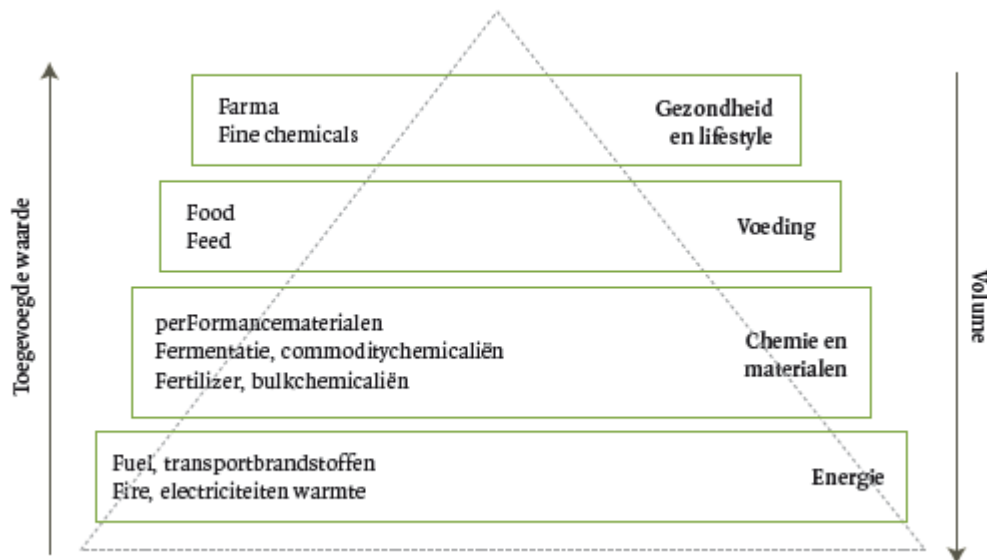 Toegevoegde waarde
Farma
Fine chemicals
Gezondheid
en lifestyle
Food
Feed
Voeding
perFormancematerialen
Fermentatie, commoditychemicaliën
Fertilizer, bulkchemicaliën
Chemie en
materialen
Fuel, transportbrandstoffen
Fire, electriciteiten warmte
Energie
Volume